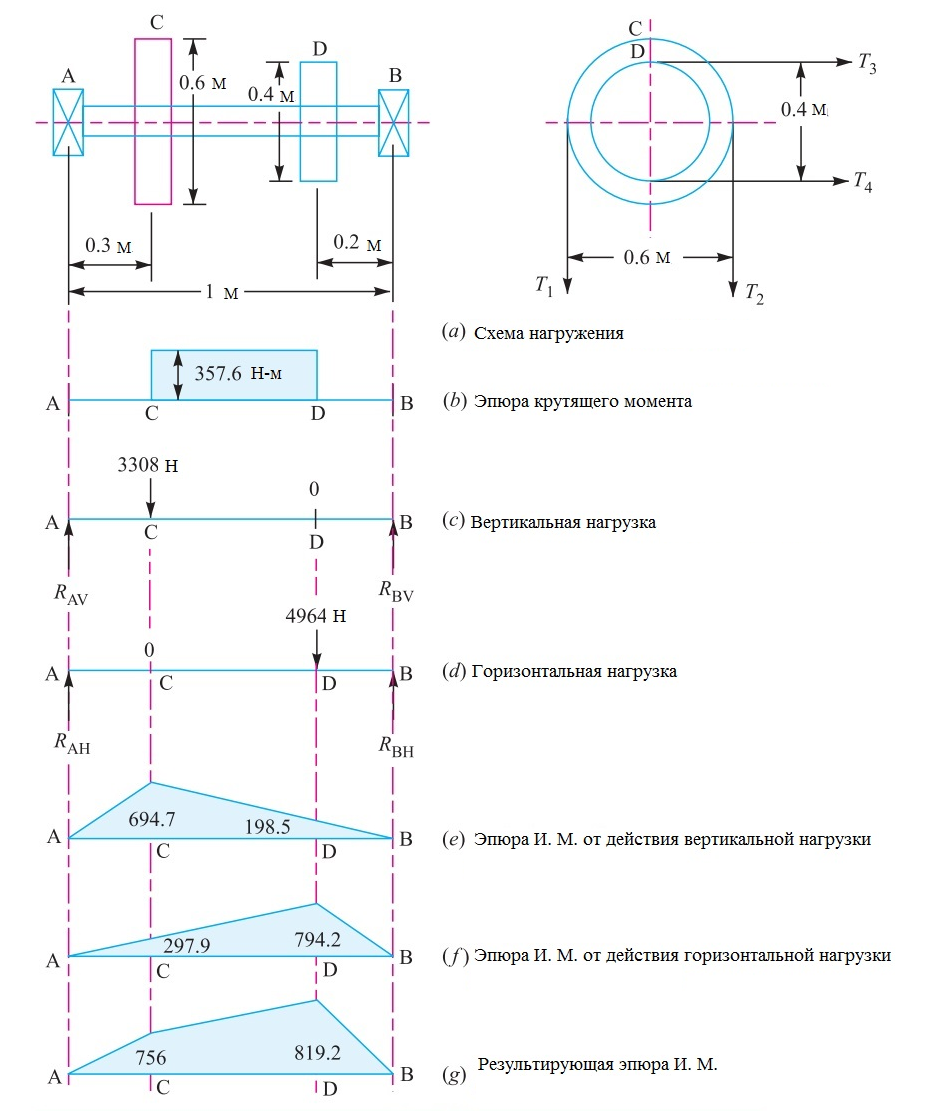 C
D
A
B
0.6 м
0.4 м
0.3 м
0.2 м
1 м
C
D
T3
0.4 м
T4
0.6 м
T1
T2
(a) Схема нагружения
357.6 Н-м
A
C
D
B
(b) Эпюра крутящего момента
3308 Н
0
A
C
D
B
(c) Вертикальная нагрузка
RAV
RBV
4964 Н
0
A
C
D
B
(d) Горизонтальная нагрузка
RAH
RBH
694.7
198.5
A
C
D
B
(e) Эпюра И. М. от действия вертикальной нагрузки
297.9
794.2
A
C
D
B
(f) Эпюра И. М. от действия горизонтальной нагрузки
756
819.2
A
C
D
B
(g) Результирующая эпюра И. М.